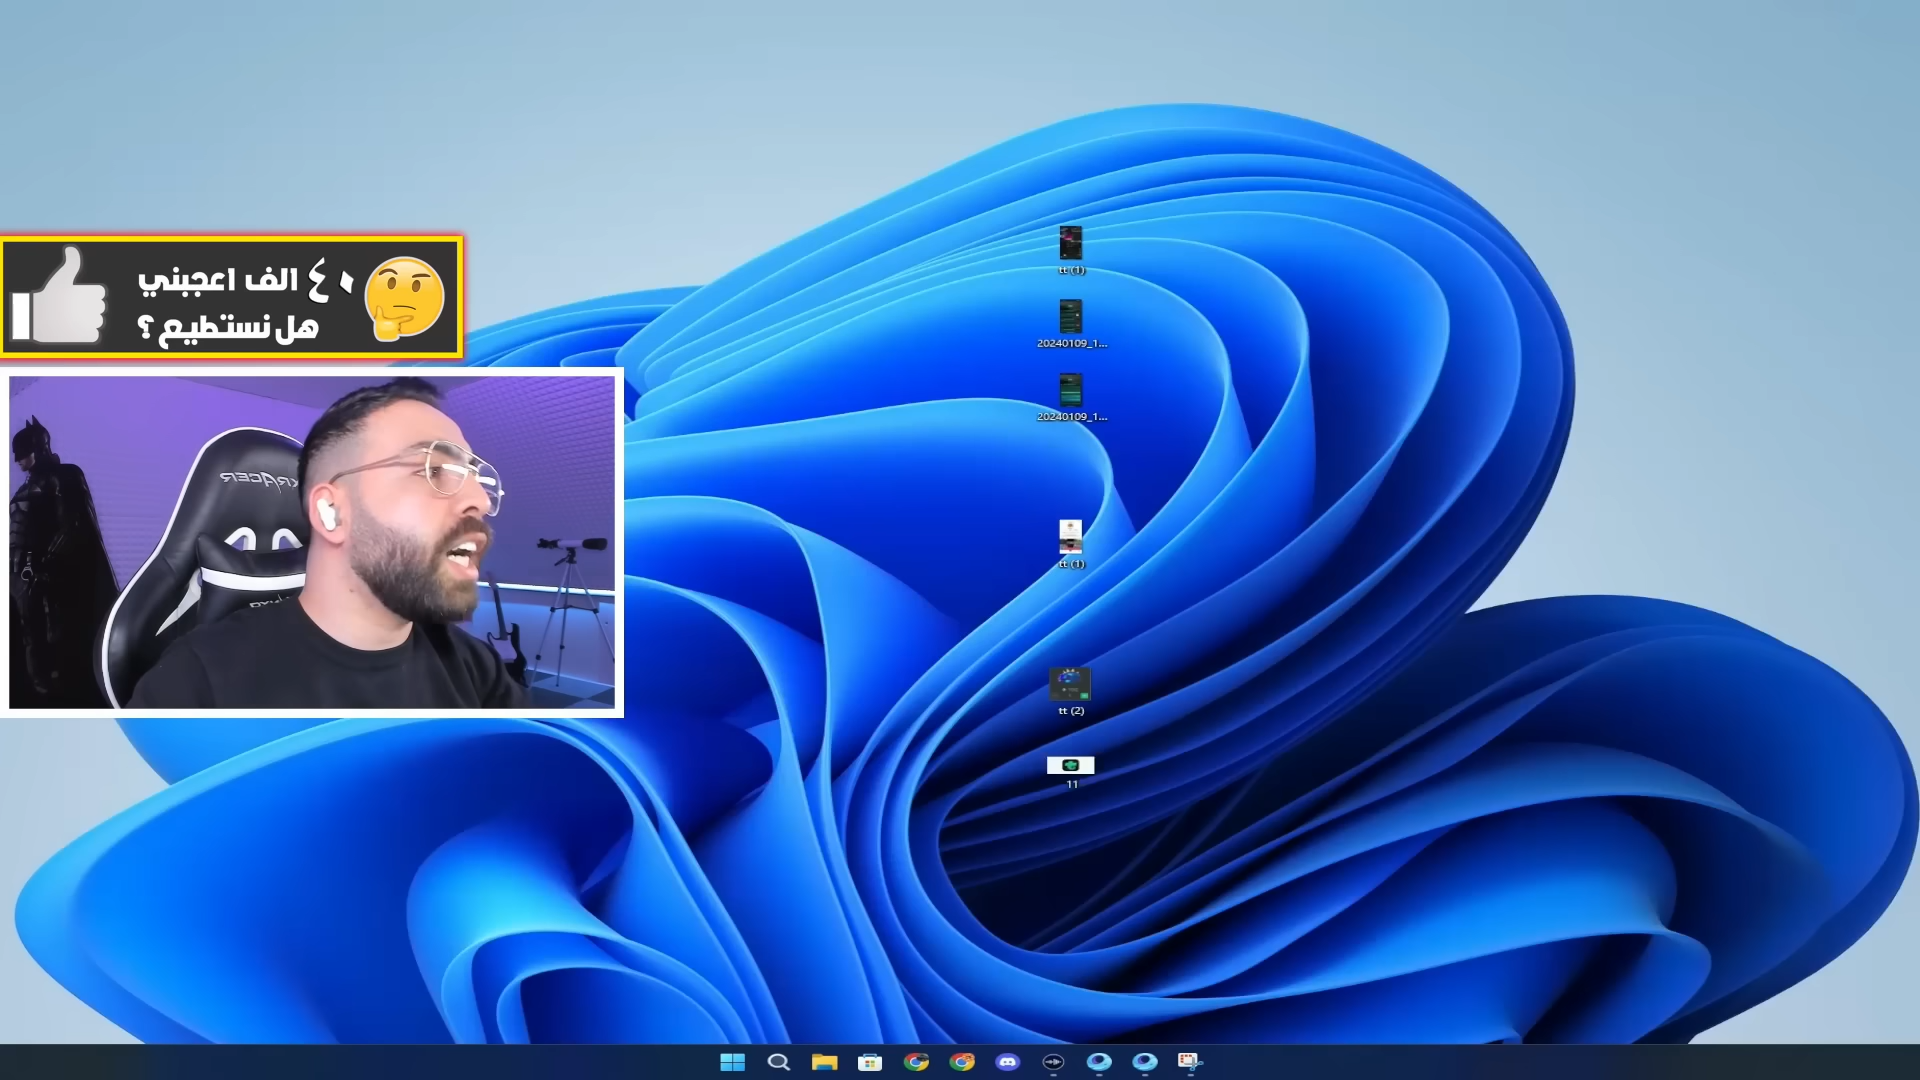 ٤٠ الف اعجبني
هل نستطيع ؟
tt (1)
20240109_1...
20240109_1...
tt (1)
tt (2)
11